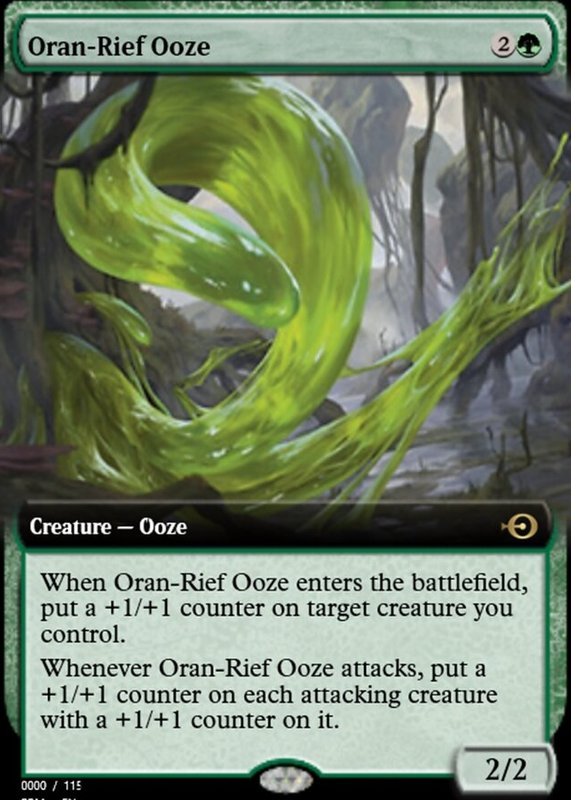 Oran-Rief Ooze 2
Creature — Ooze
When Oran-Rief Ooze enters the battlefield,
put a +1/+1 counter on target creature you
control.
Whenever Oran-Rief Ooze attacks, put a
+1/+1 counter on each attacking creature
with a +1/+1 counter on it.
2/2
0000 / 115